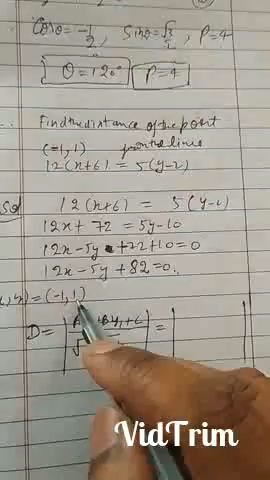 Cosθ = -1/2 , Sinθ = √3/2 , P=4
θ=120° P=4
Find the distance of the point
(-1, 1) from the line
12(x+6) = 5(y-2)
12(x+6) = 5(y-2)
12x + 72 = 5y-10
12x-5y +72+10=0
12x-5y+82=0.
(-1, 1)
D= =
VidTrim